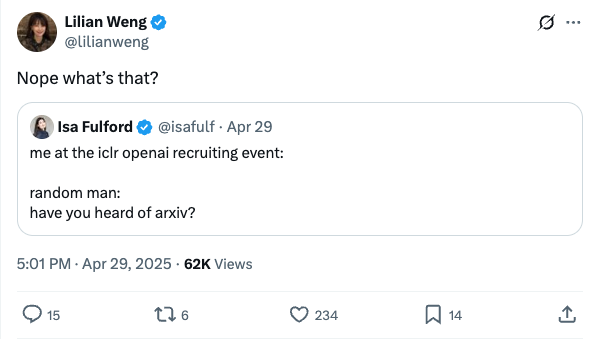 Lilian Weng
@lilianweng
Nope what’s that?
Isa Fulford @isafulf · Apr 29
me at the iclr openai recruiting event:
random man:
have you heard of arxiv?
5:01 PM · Apr 29, 2025 · 62K Views
15 6 234 14